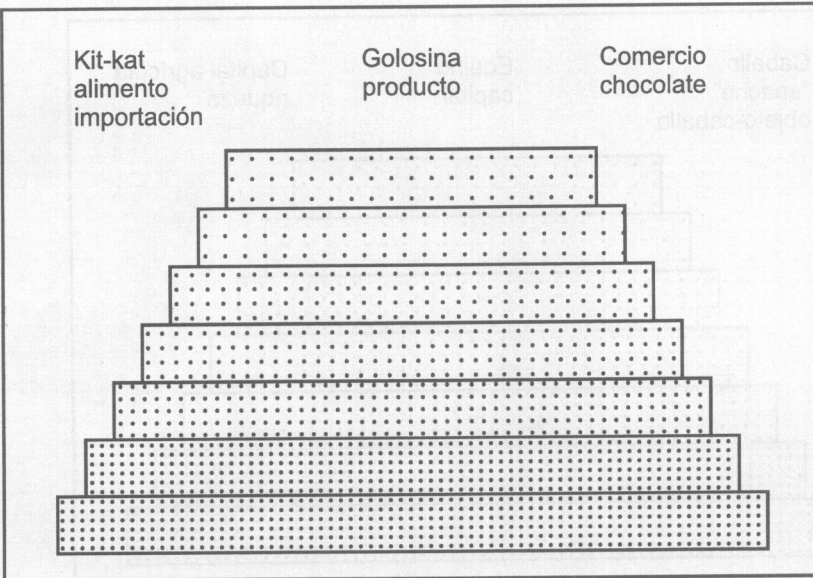 Kit-kat
alimento
importación
Golosina
producto
Comercio
chocolate